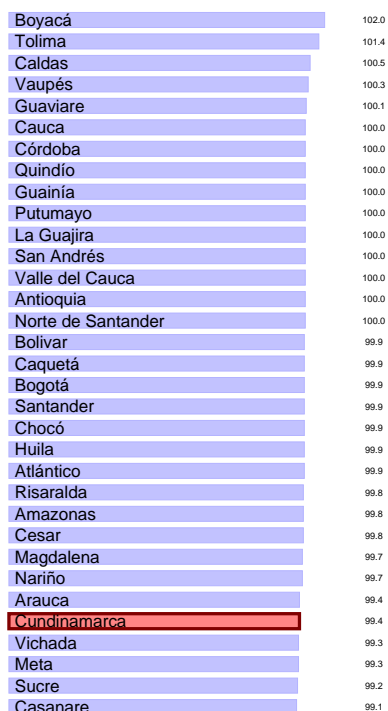 Boyacá 102.0
Tolima 101.4
Caldas 100.5
Vaupés 100.3
Guaviare 100.1
Cauca 100.0
Córdoba 100.0
Quindío 100.0
Guainía 100.0
Putumayo 100.0
La Guajira 100.0
San Andrés 100.0
Valle del Cauca 100.0
Antioquia 100.0
Norte de Santander 100.0
Bolivar 99.9
Caquetá 99.9
Bogotá 99.9
Santander 99.9
Chocó 99.9
Huila 99.9
Atlántico 99.9
Risaralda 99.8
Amazonas 99.8
Cesar 99.8
Magdalena 99.7
Nariño 99.7
Arauca 99.4
Cundinamarca 99.4
Vichada 99.3
Meta 99.3
Sucre 99.2
Casanare 99.1